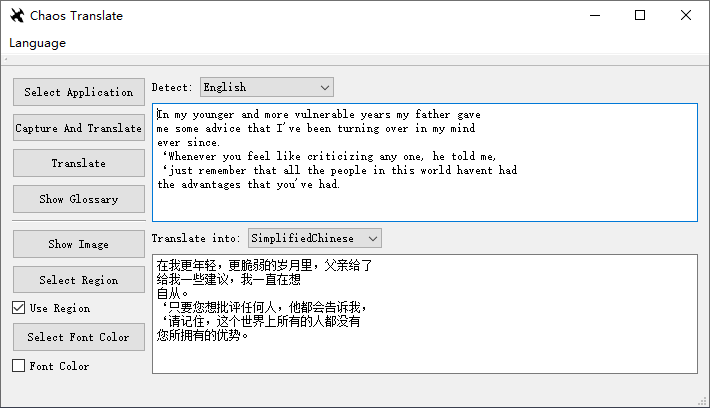 Chaos Translate
Language
Select Application
Capture And Translate
Translate
Show Glossary
Show Image
Select Region
Use Region
Select Font Color
Font Color
Detect: English
In my younger and more vulnerable years my father gave
me some advice that I've been turning over in my mind
ever since.
‘Whenever you feel like criticizing any one, he told me,
‘just remember that all the people in this world havent had
the advantages that you've had.
Translate into: SimplifiedChinese
在我更年轻，更脆弱的岁月里，父亲给了
给我一些建议，我一直在想
自从。
‘只要您想批评任何人，他都会告诉我，
‘请记住，这个世界上所有的人都没有
您所拥有的优势。